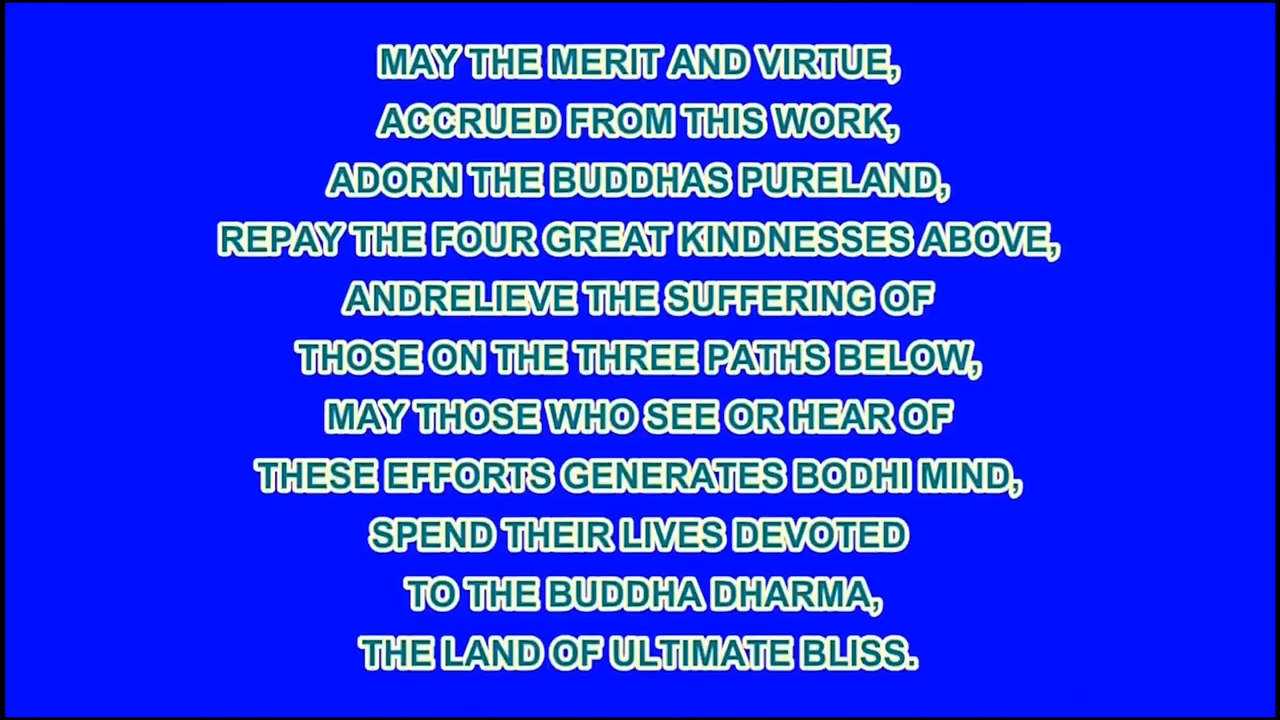 MAY THE MERIT AND VIRTUE,
ACCRUED FROM THIS WORK,
ADORN THE BUDDHAS PURELAND,
REPAY THE FOUR GREAT KINDNESSES ABOVE,
ANDRELIEVE THE SUFFERING OF
THOSE ON THE THREE PATHS BELOW,
MAY THOSE WHO SEE OR HEAR OF
THESE EFFORTS GENERATES BODHI MIND,
SPEND THEIR LIVES DEVOTED
TO THE BUDDHA DHARMA,
THE LAND OF ULTIMATE BLISS.